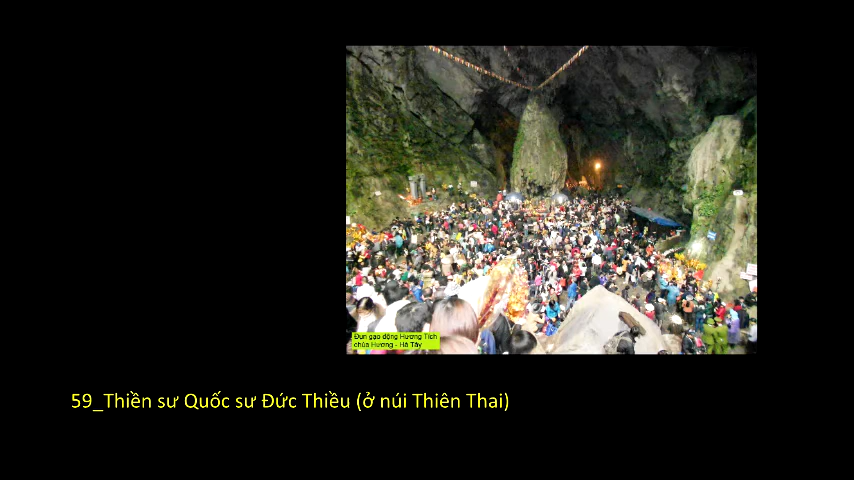 Đụn gạo động Hương Tích
chùa Hương - Hà Tây
59_Thiền sư Quốc sư Đức Thiều (ở núi Thiên Thai)